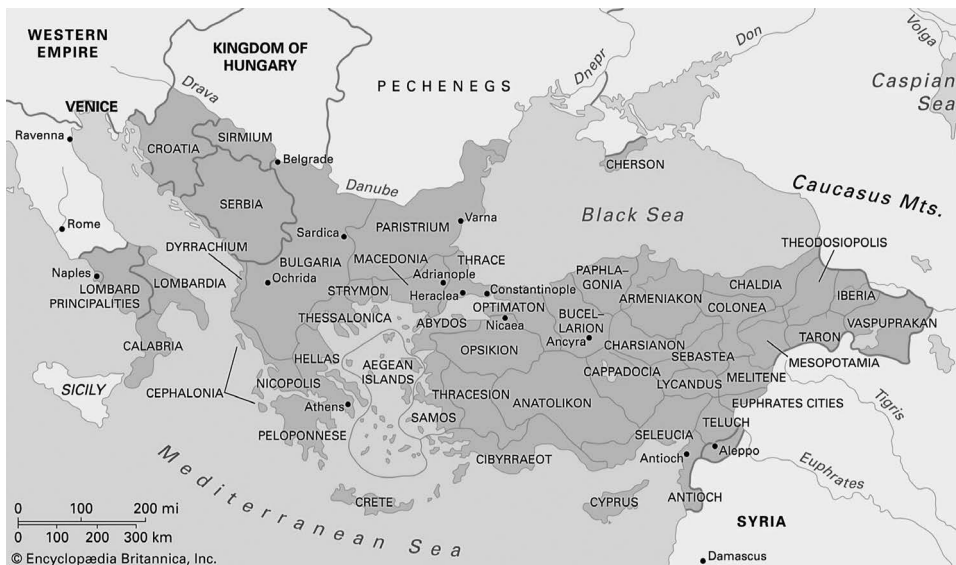 WESTERN
EMPIRE
KINGDOM OF
HUNGARY
PECHENEGS
Dnepr
Don
Volga
Caspian
Sea
Drava
VENICE
Ravenna
SIRMIUM
CROATIA
Belgrade
CHERSON
Danube
Caucasus Mts.
SERBIA
Black Sea
Varna
PARISTRIUM
Rome
Sardica
DYRRACHIUM
THEODOSIOPOLIS
BULGARIA
MACEDONIA
THRACE
Naples
Ohrida
Adrianople
PAPHLA-
GONIA
CHALDIA
LOMBARDIA
LOMBARD
PRINCIPALITIES
STRYMON
Heraclea
Constantinople
ARMENIAKON
COLONEA
IBERIA
OPTIMATON
THESSALONICA
ABYDOS
Nicaea
BUCEL-
LARION
VASPUPRAKAN
TARON
CALABRIA
Ancyra
CHARSIANON
OPSIKION
HELLAS
AEGEAN
ISLANDS
SEBASTEA
MESOPOTAMIA
CAPPADOCIA
SICILY
CEPHALONIA
NICOPOLIS
LYCANDUS
MELITENE
THRACESION
ANATOLIKON
EUPHRATES CITIES
Tigris
Athens
SAMOS
TELUCH
PELOPONNESE
SELEUCIA
CIBYRRAEOT
Antioch
Aleppo
Euphrates
Mediterranean Sea
CRETE
CYPRUS
ANTIOCH
0 100 200 mi
0 100 200 300 km
SYRIA
Damascus
© Encyclopædia Britannica, Inc.